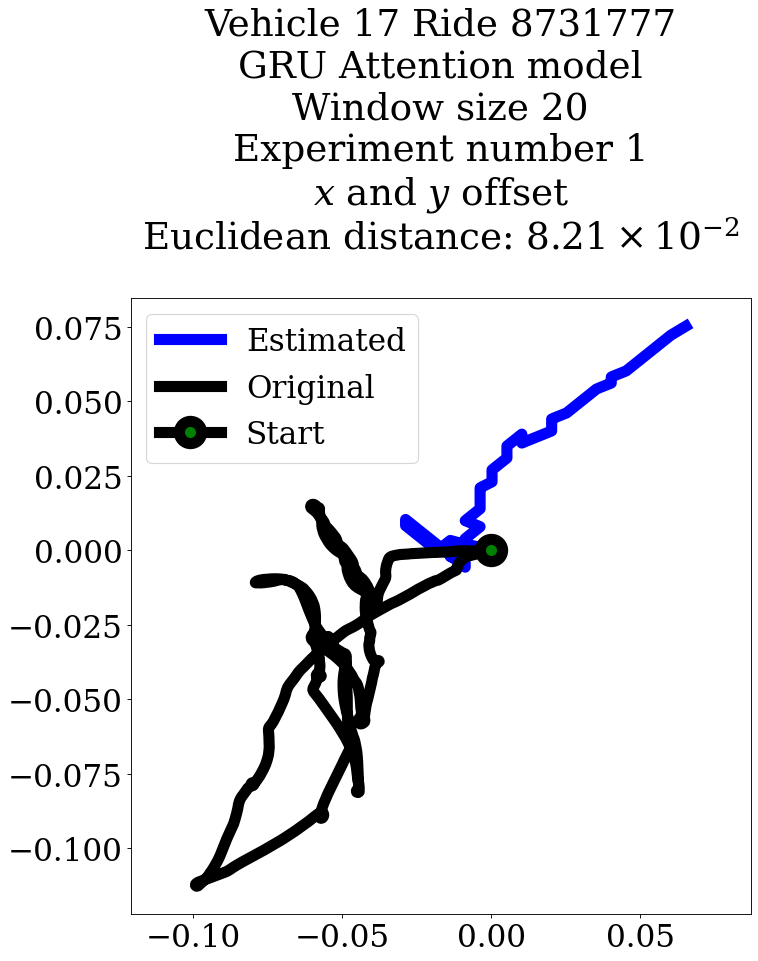 Vehicle 17 Ride 8731777
GRU Attention model
Window size 20
Experiment number 1
x and y offset
Euclidean distance: 8.21 × 10⁻²
Estimated
Original
Start
0.075
0.050
0.025
0.000
−0.025
−0.050
−0.075
−0.100
−0.10 −0.05 0.00 0.05